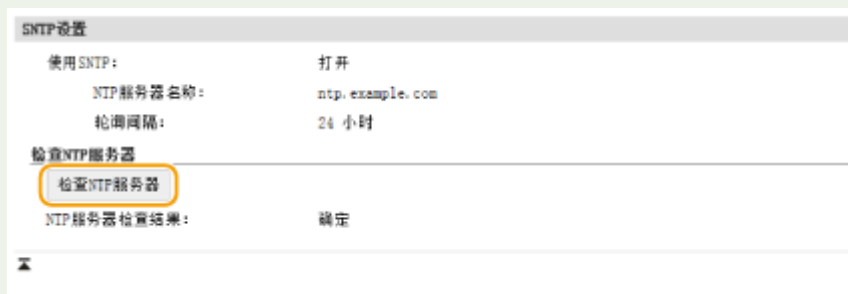 SNTP设置
使用SNTP: 打开
NTP服务器名称: ntp.example.com
轮询间隔: 24 小时
检查NTP服务器
检查NTP服务器
NTP服务器检查结果: 确定